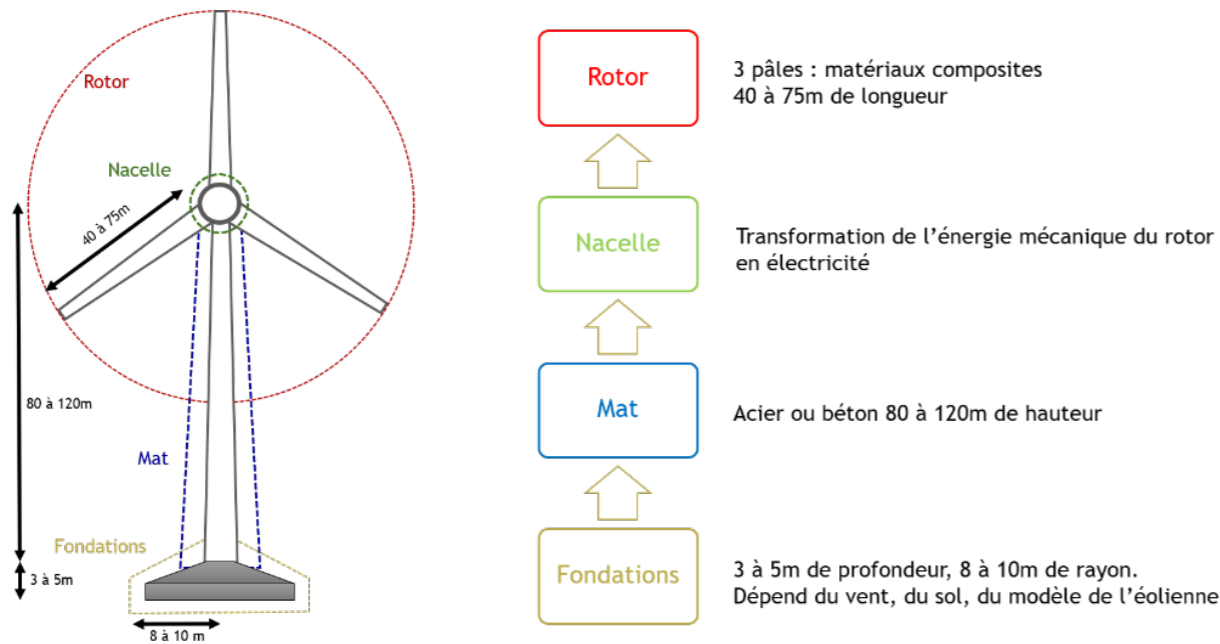 Rotor
Nacelle
40 à 75m
80 à 120m
Mat
Fondations
3 à 5m
8 à 10 m
Rotor
3 pâles : matériaux composites
40 à 75m de longueur
Nacelle
Transformation de l'énergie mécanique du rotor
en électricité
Mat
Acier ou béton 80 à 120m de hauteur
Fondations
3 à 5m de profondeur, 8 à 10m de rayon.
Dépend du vent, du sol, du modèle de l'éolienne